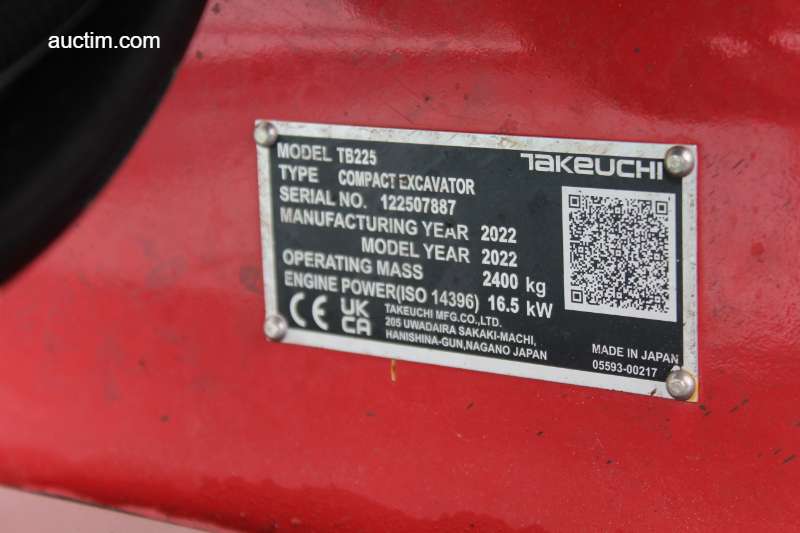 auctim.com
MODEL TB225
TAKEUCHI
TYPE COMPACT EXCAVATOR
SERIAL NO. 122507887
MANUFACTURING YEAR 2022
MODEL YEAR 2022
OPERATING MASS 2400 kg
ENGINE POWER(ISO 14396) 16.5 kW
CE UK CA
TAKEUCHI MFG.CO.,LTD.
205 UWADAIRA SAKAKI-MACHI,
HANISHINA-GUN,NAGANO JAPAN
MADE IN JAPAN
05593-00217